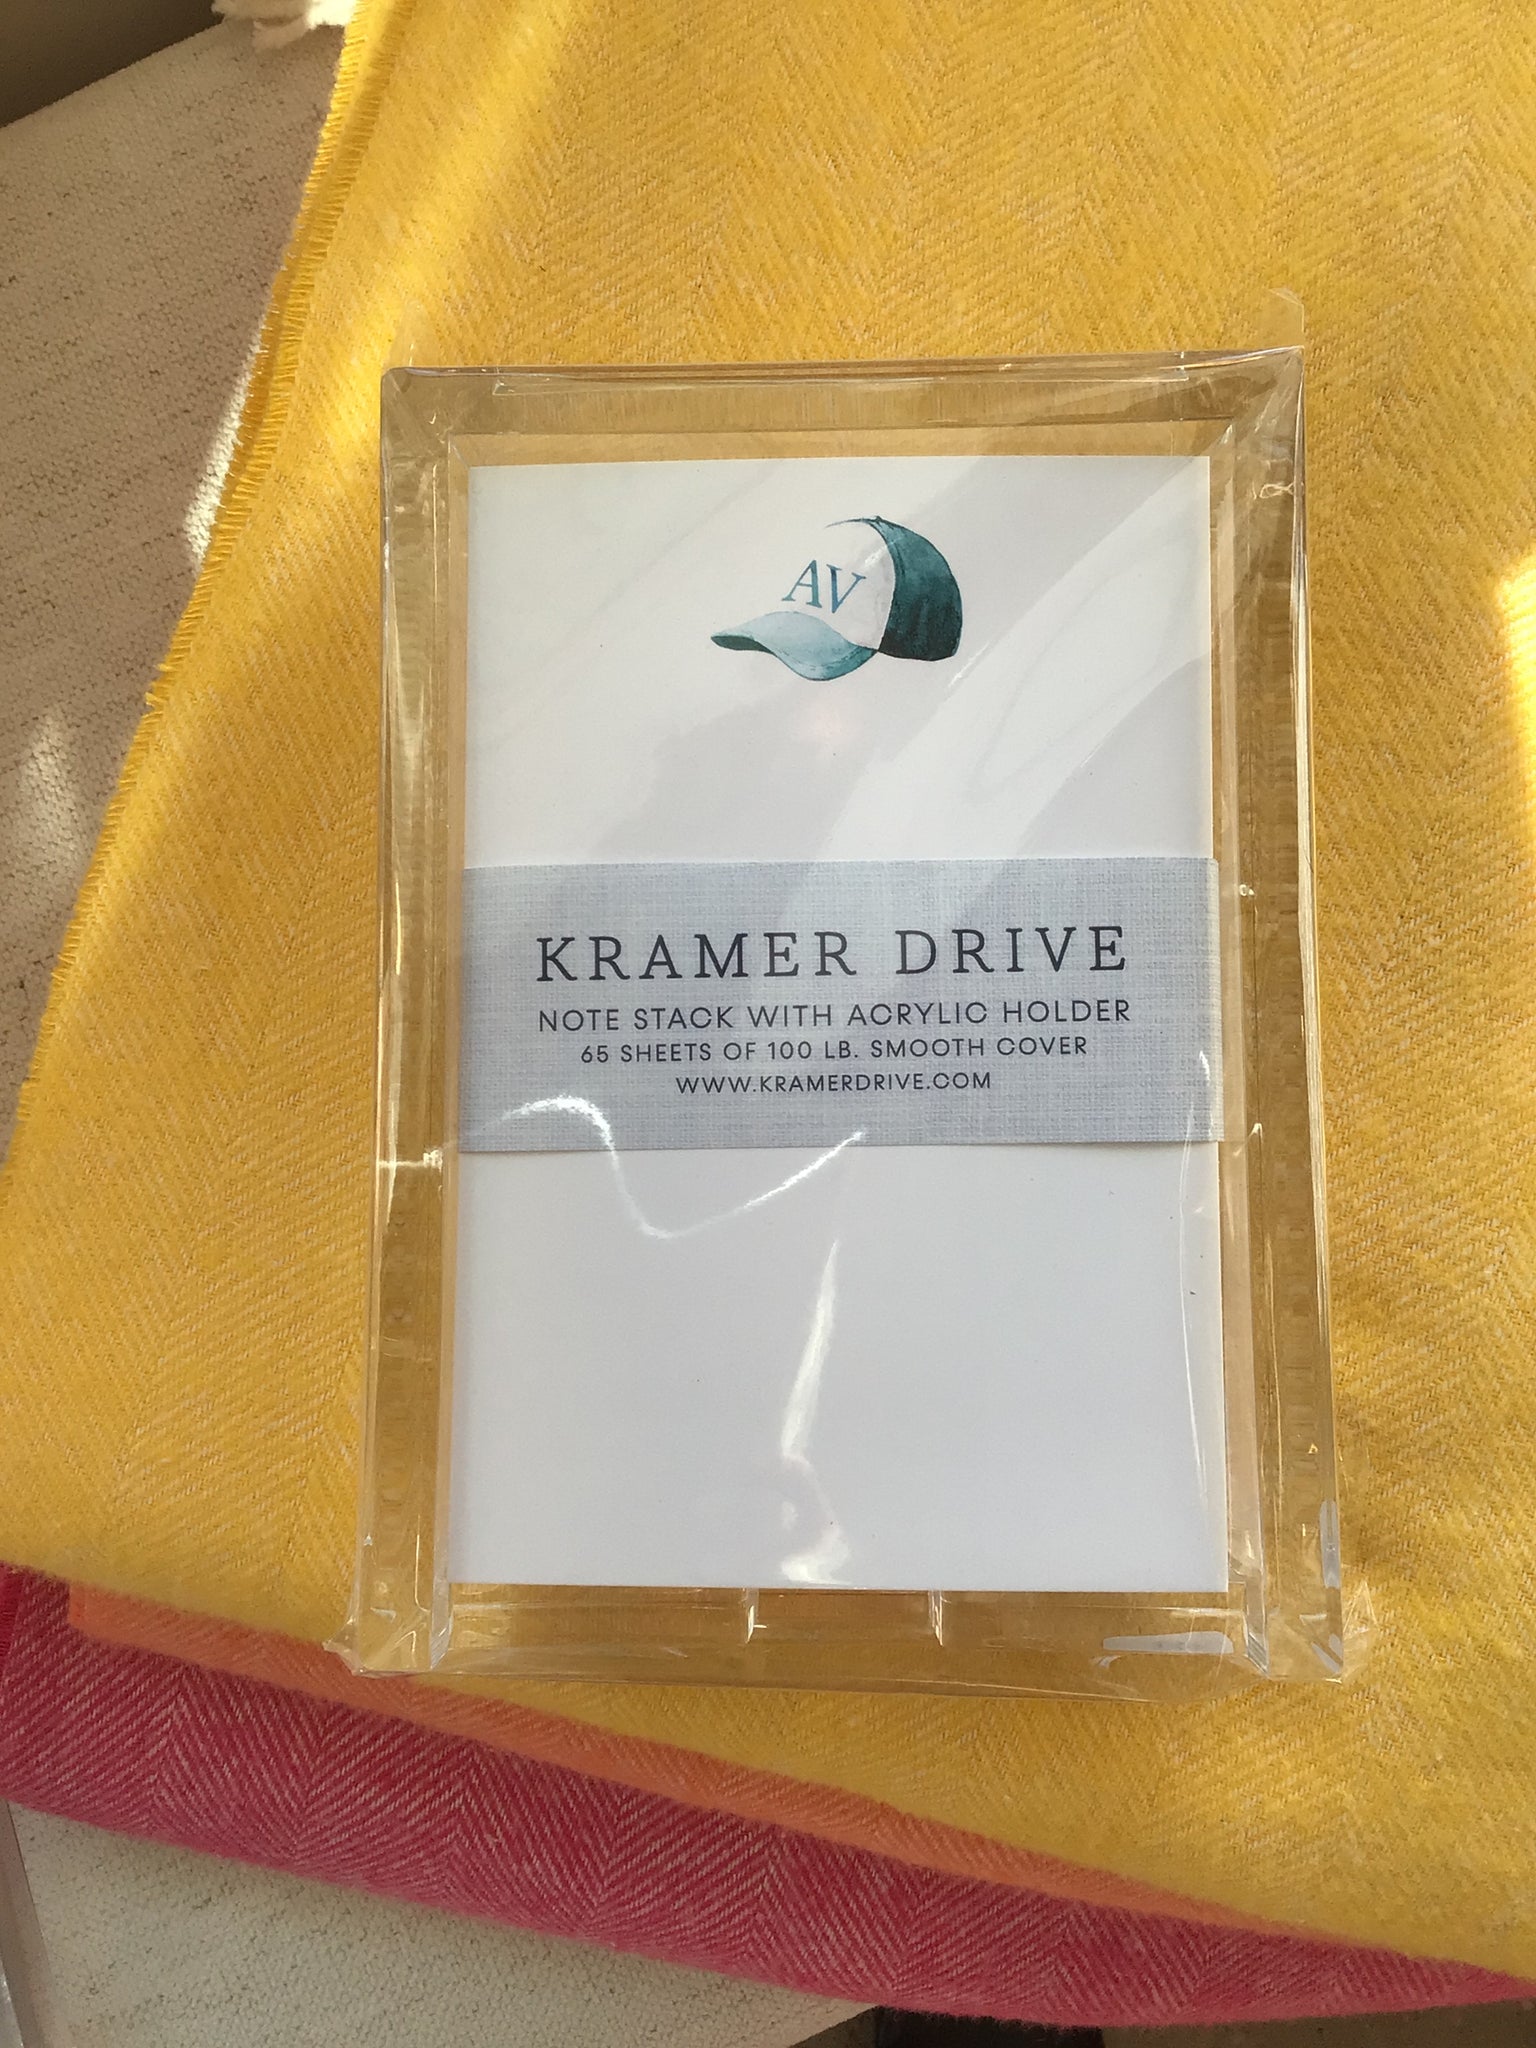 AV
KRAMER DRIVE
NOTE STACK WITH ACRYLIC HOLDER
65 SHEETS OF 100 LB. SMOOTH COVER
WWW.KRAMERDRIVE.COM